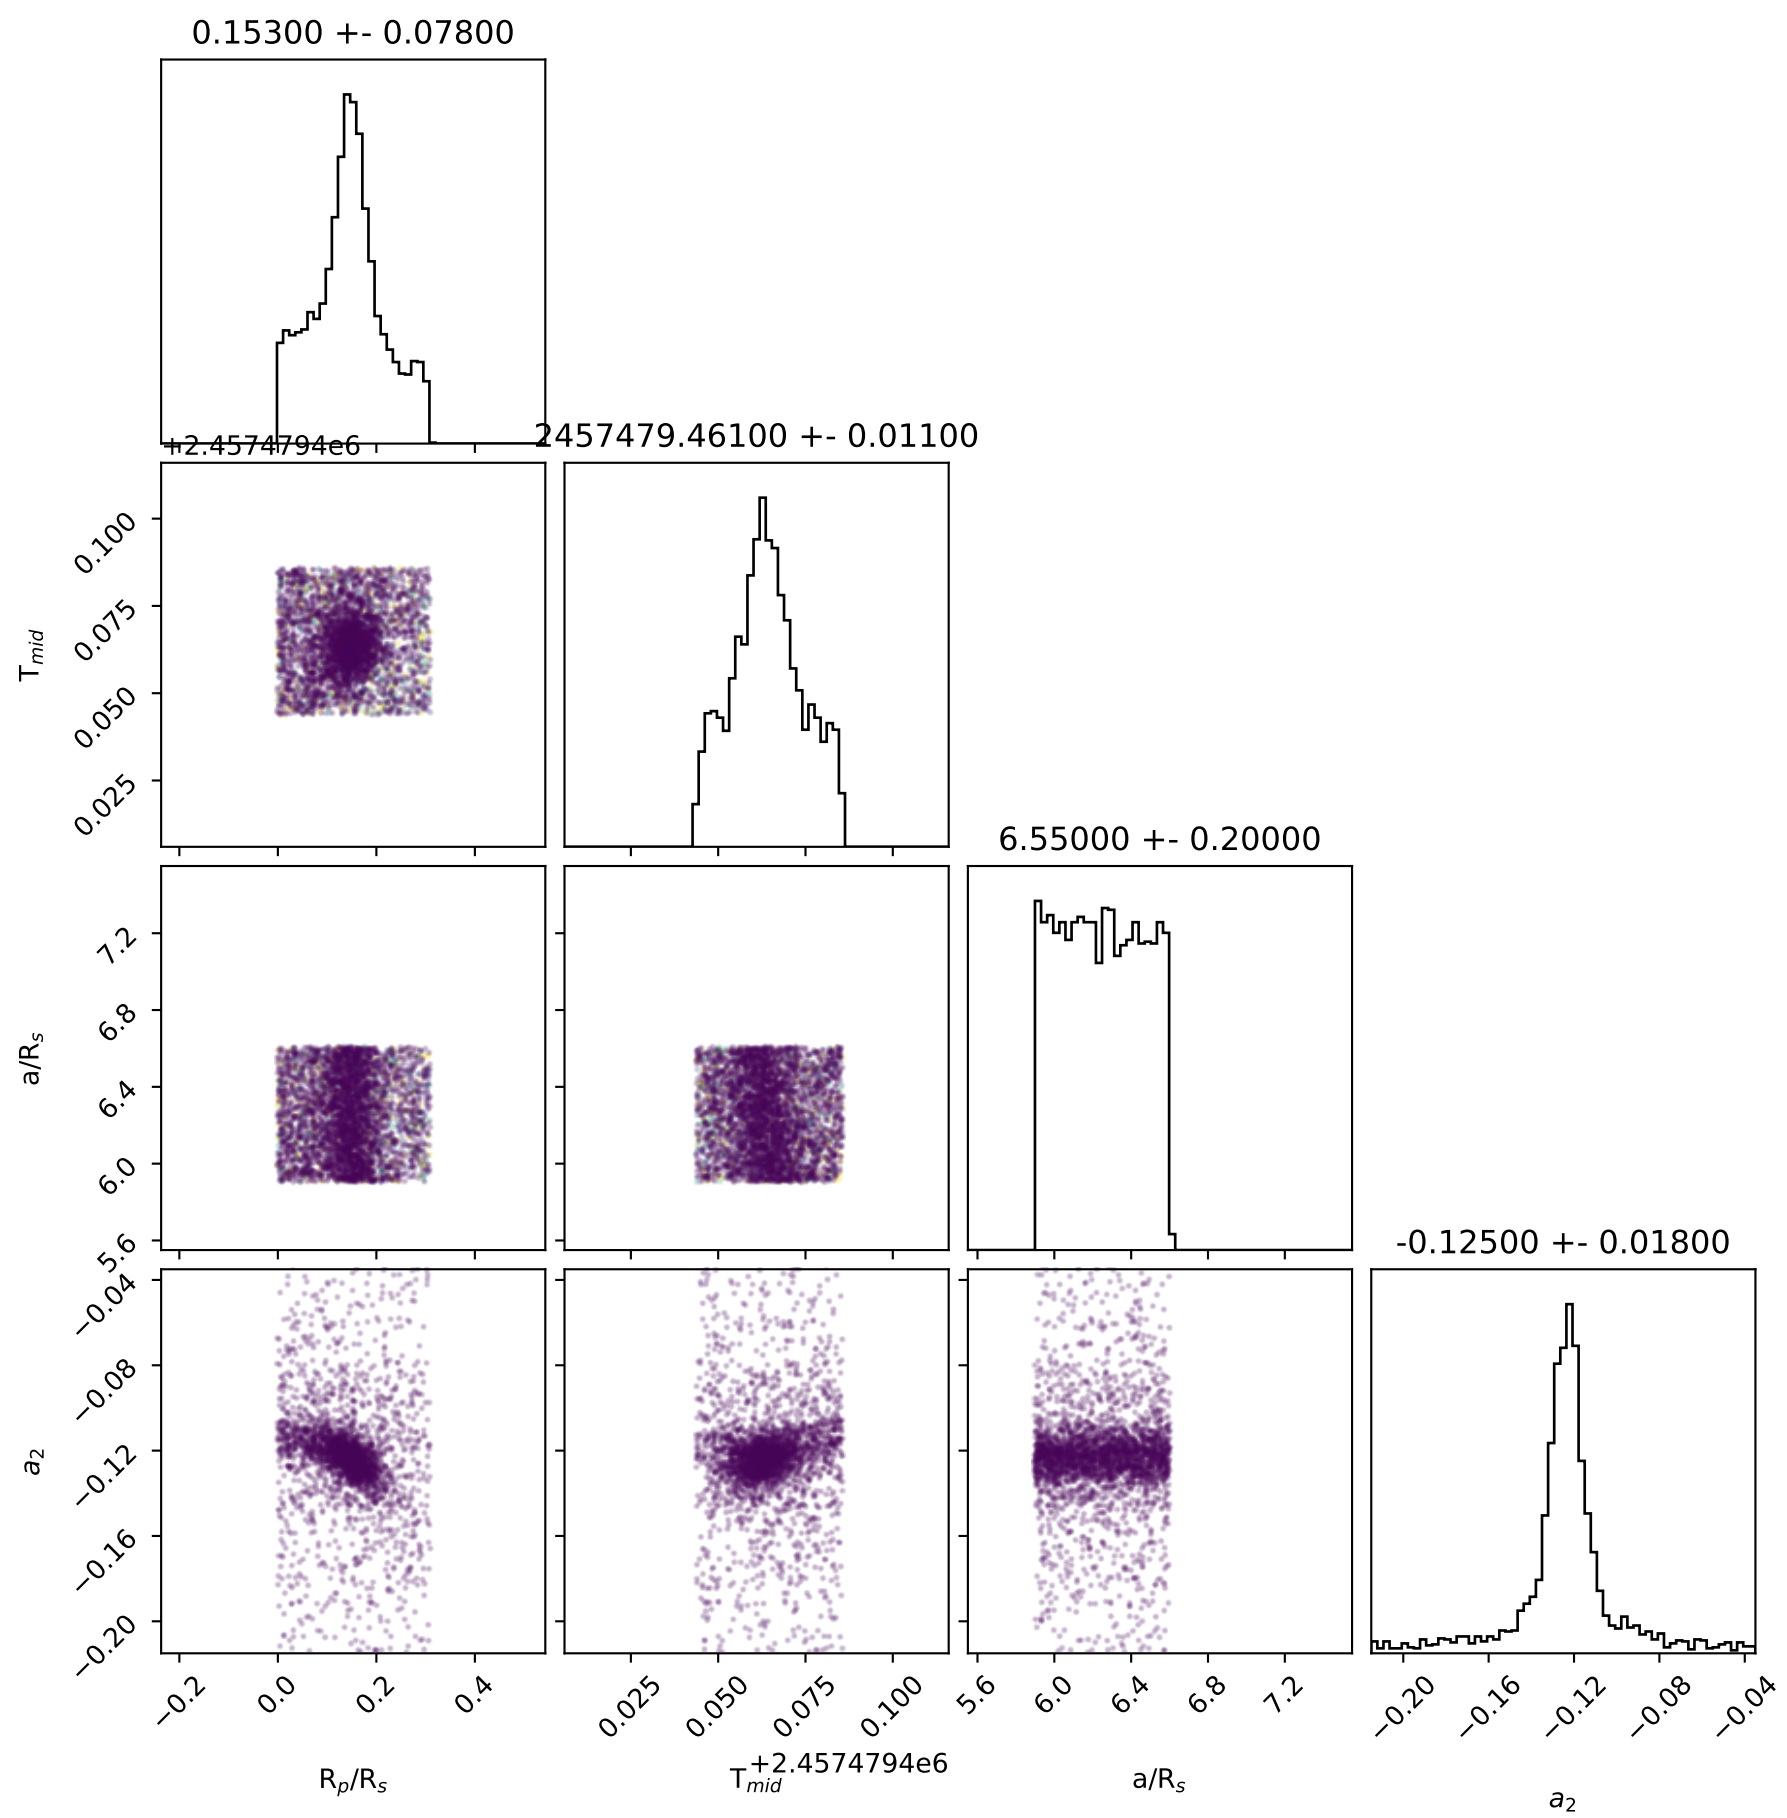 0.15300 +- 0.07800
+2.4574794e6
2457479.46100 +- 0.01100
0.100
0.075
0.050
0.025
T_mid
6.55000 +- 0.20000
7.2
6.8
6.4
6.0
5.6
a/R_s
-0.12500 +- 0.01800
−0.04
−0.08
−0.12
−0.16
−0.20
a_2
−0.2 0.0 0.2 0.4
0.025 0.050 0.075 0.100
5.6 6.0 6.4 6.8 7.2
−0.20 −0.16 −0.12 −0.08 −0.04
+2.4574794e6
R_p/R_s T_mid a/R_s a_2